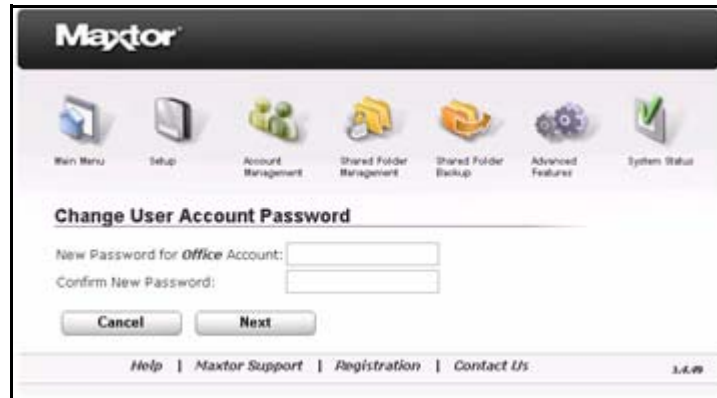 Maxtor
Main Menu
Setup
Account Management
Shared Folder Management
Shared Folder Backup
Advanced Features
System Status
Change User Account Password
New Password for Office Account:
Confirm New Password:
Cancel
Next
Help | Maxtor Support | Registration | Contact Us